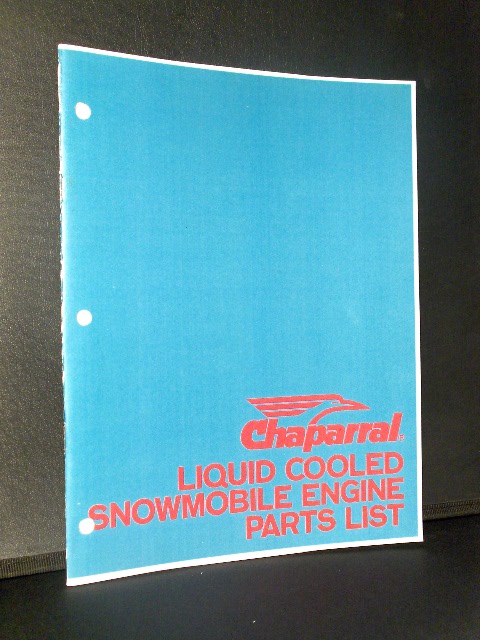 Chaparral
LIQUID COOLED
SNOWMOBILE ENGINE
PARTS LIST